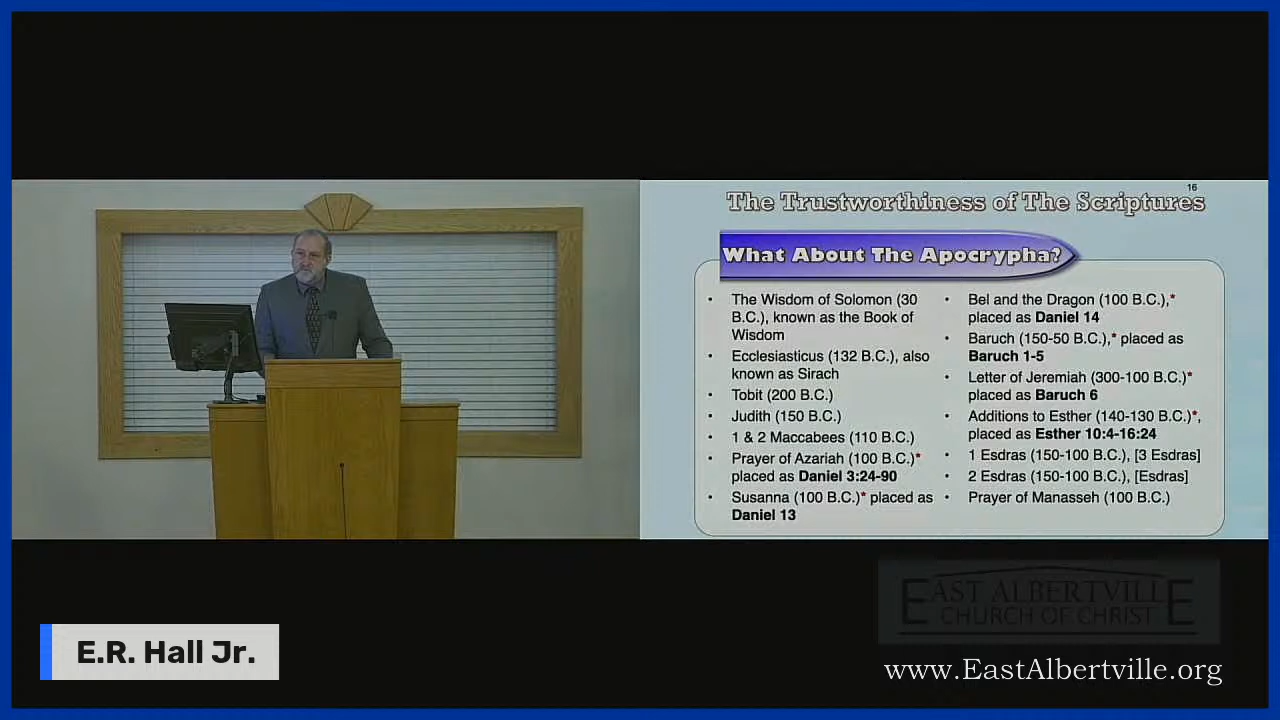 16
The Trustworthiness of The Scriptures
What About The Apocrypha?
• The Wisdom of Solomon (30
B.C.), known as the Book of
Wisdom
• Ecclesiasticus (132 B.C.), also
known as Sirach
• Tobit (200 B.C.)
• Judith (150 B.C.)
• 1 & 2 Maccabees (110 B.C.)
• Prayer of Azariah (100 B.C.)*
placed as Daniel 3:24-90
• Susanna (100 B.C.)* placed as
Daniel 13
• Bel and the Dragon (100 B.C.),*
placed as Daniel 14
• Baruch (150-50 B.C.),* placed as
Baruch 1-5
• Letter of Jeremiah (300-100 B.C.)*
placed as Baruch 6
• Additions to Esther (140-130 B.C.)*,
placed as Esther 10:4-16:24
• 1 Esdras (150-100 B.C.), [3 Esdras]
• 2 Esdras (150-100 B.C.), [Esdras]
• Prayer of Manasseh (100 B.C.)
EAST ALBERTVILLE
CHURCH OF CHRIST
E.R. Hall Jr.
www.EastAlbertville.org